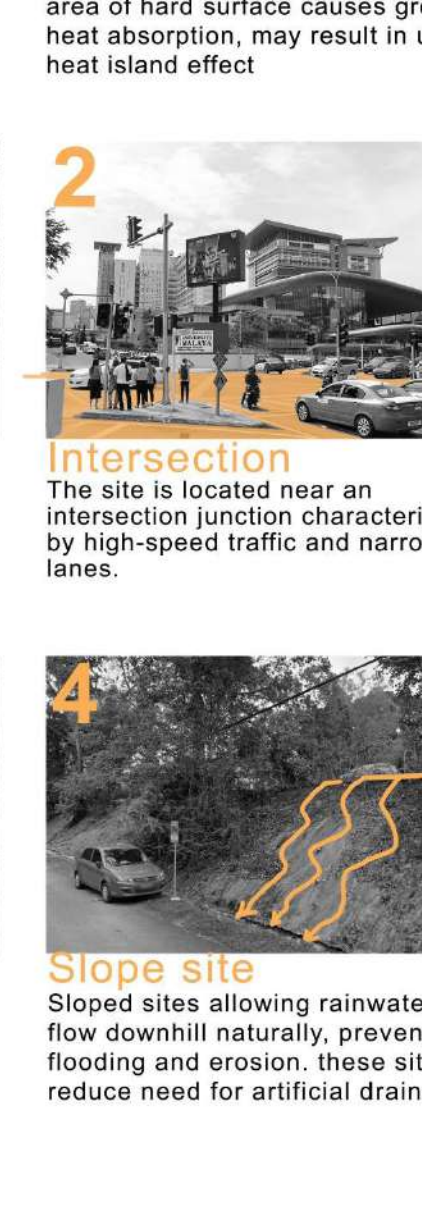 area of hard surface causes gre
heat absorption, may result in u
heat island effect
2
UNIVERSITI
MALAYA
Intersection
The site is located near an
intersection junction characteri
by high-speed traffic and narro
lanes.
4
Slope site
Sloped sites allowing rainwate
flow downhill naturally, preven
flooding and erosion. these sit
reduce need for artificial drain